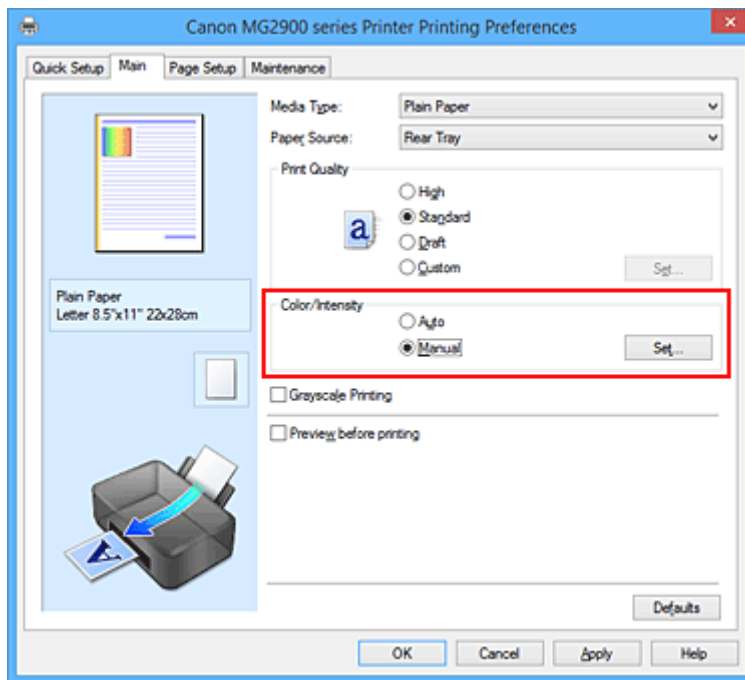 Canon MG2900 series Printer Printing Preferences
Quick Setup Main Page Setup Maintenance
Media Type: Plain Paper
Paper Source: Rear Tray
Print Quality
High
a Standard
Draft
Custom Set...
Plain Paper
Letter 8.5"x11" 22x28cm
Color/Intensity
Auto
Manual Set...
Grayscale Printing
Preview before printing
A
Defaults
OK Cancel Apply Help